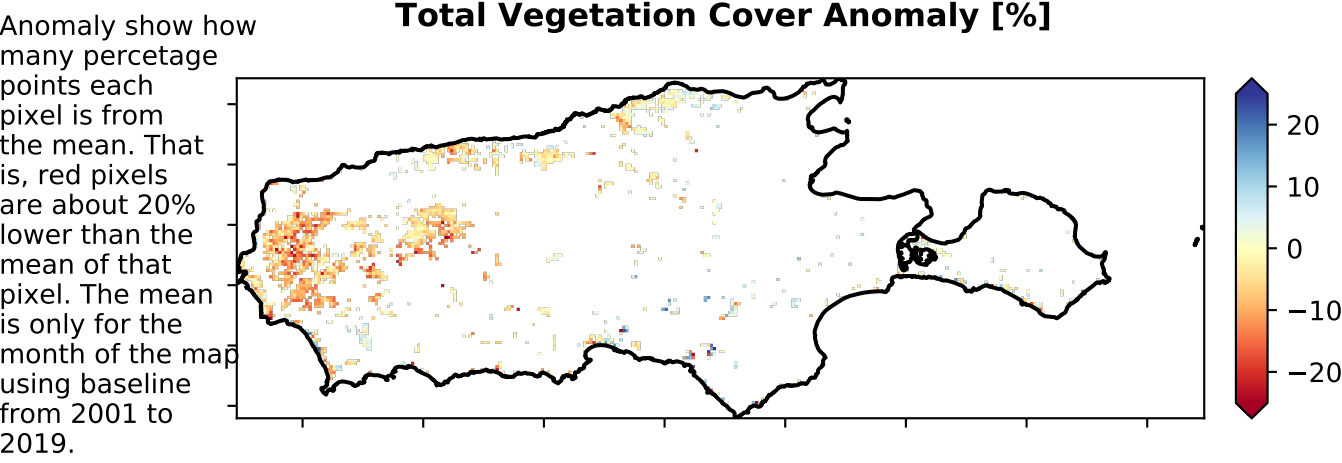 Total Vegetation Cover Anomaly [%]
Anomaly show how
many percetage
points each
pixel is from
the mean. That
is, red pixels
are about 20%
lower than the
mean of that
pixel. The mean
is only for the
month of the map
using baseline
from 2001 to
2019.
20
10
0
−10
−20